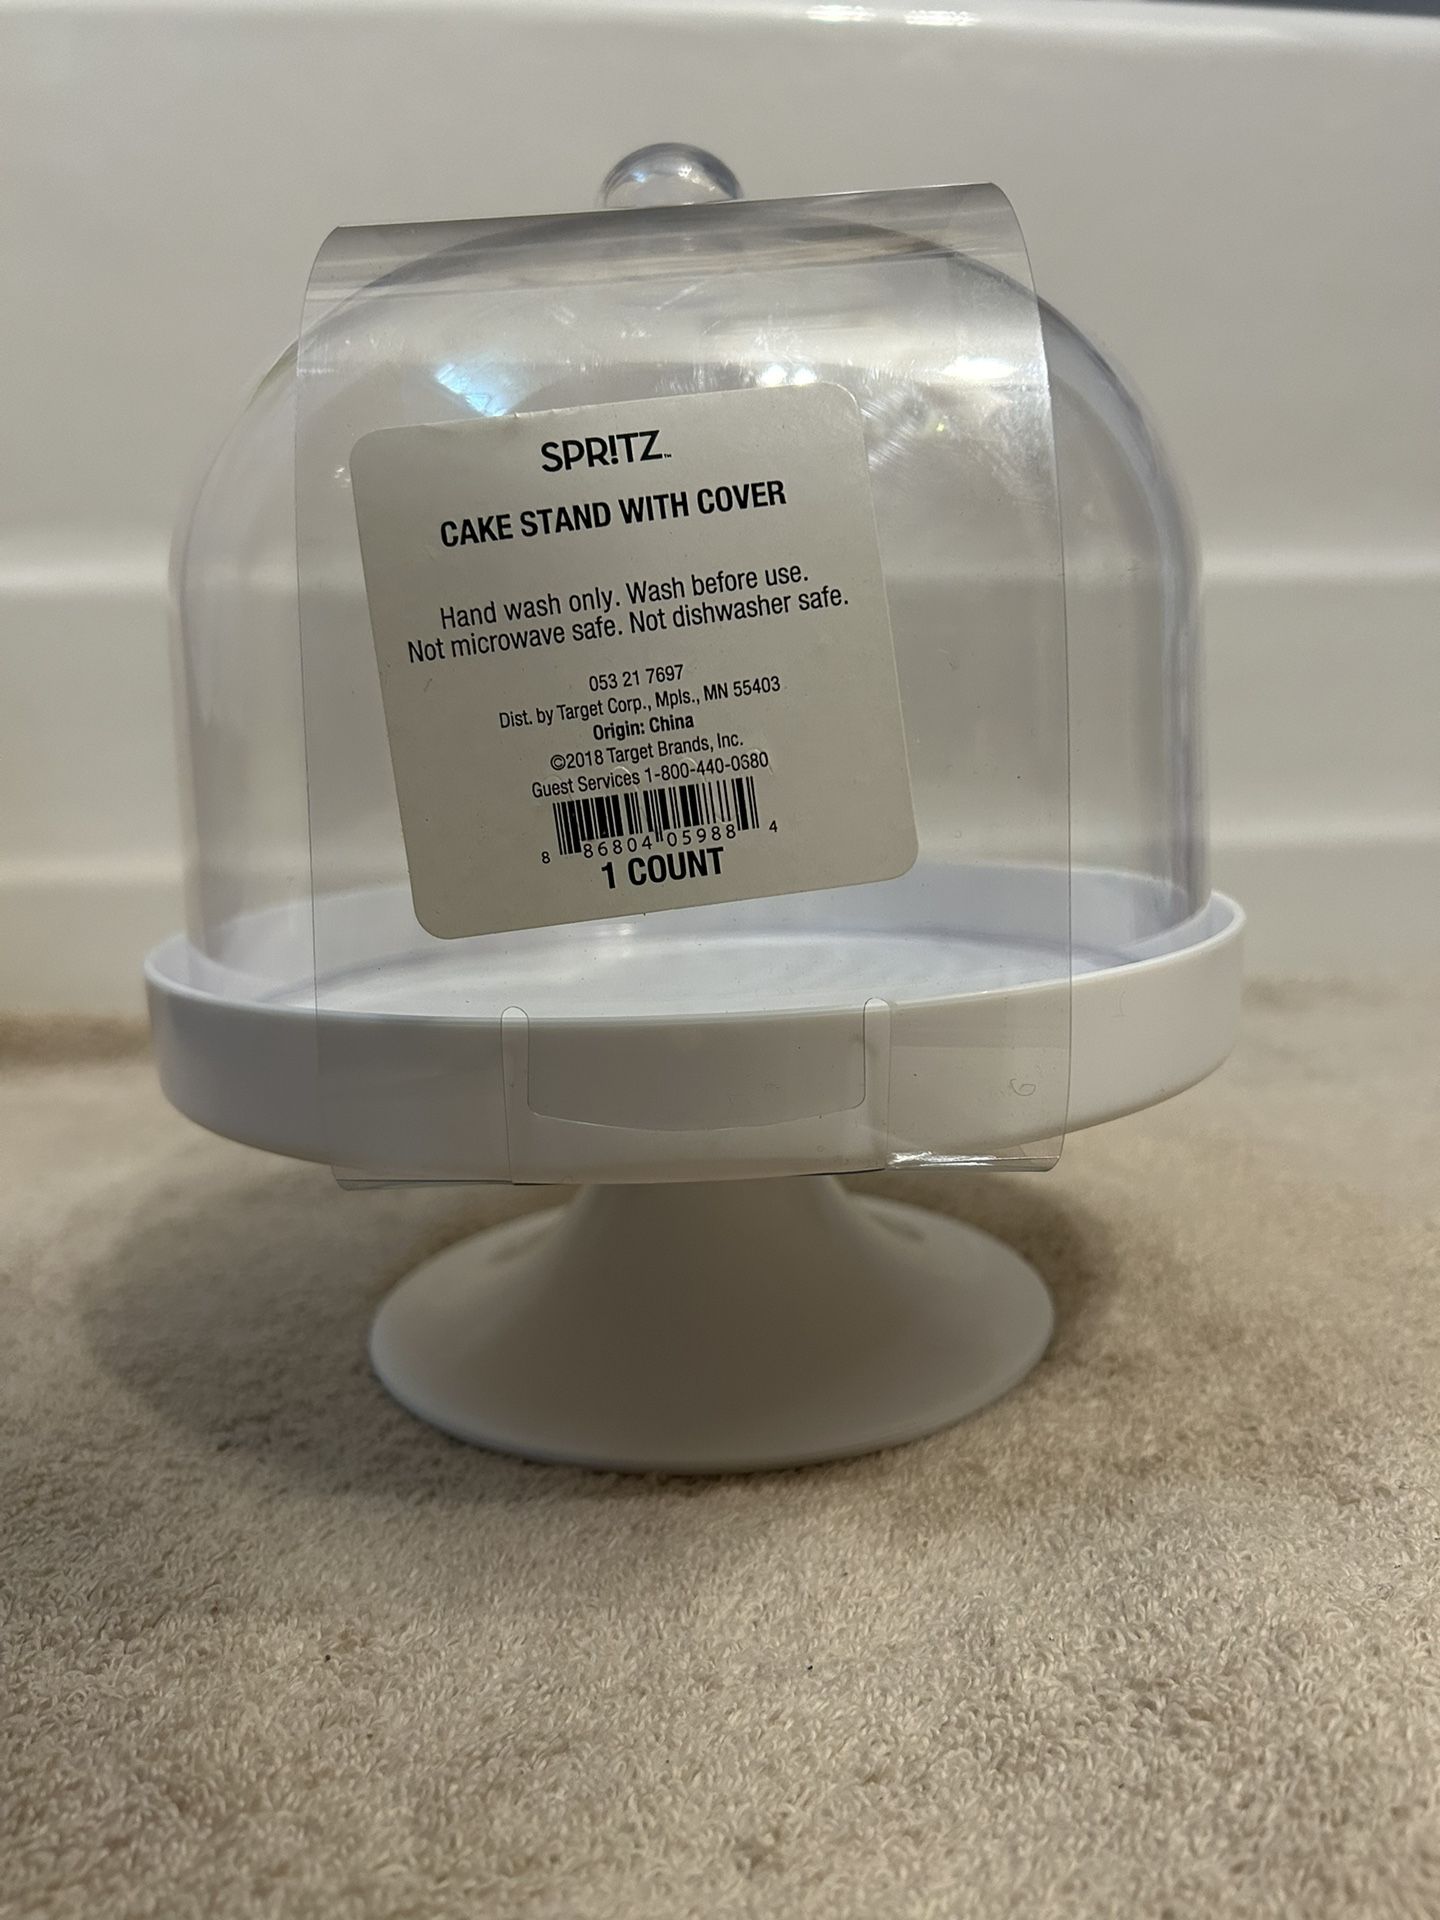 SPR!TZ™
CAKE STAND WITH COVER
Hand wash only. Wash before use.
Not microwave safe. Not dishwasher safe.
053 21 7697
Dist. by Target Corp., Mpls., MN 55403
Origin: China
©2018 Target Brands, Inc.
Guest Services 1-800-440-0680
8 86804 05988 4
1 COUNT